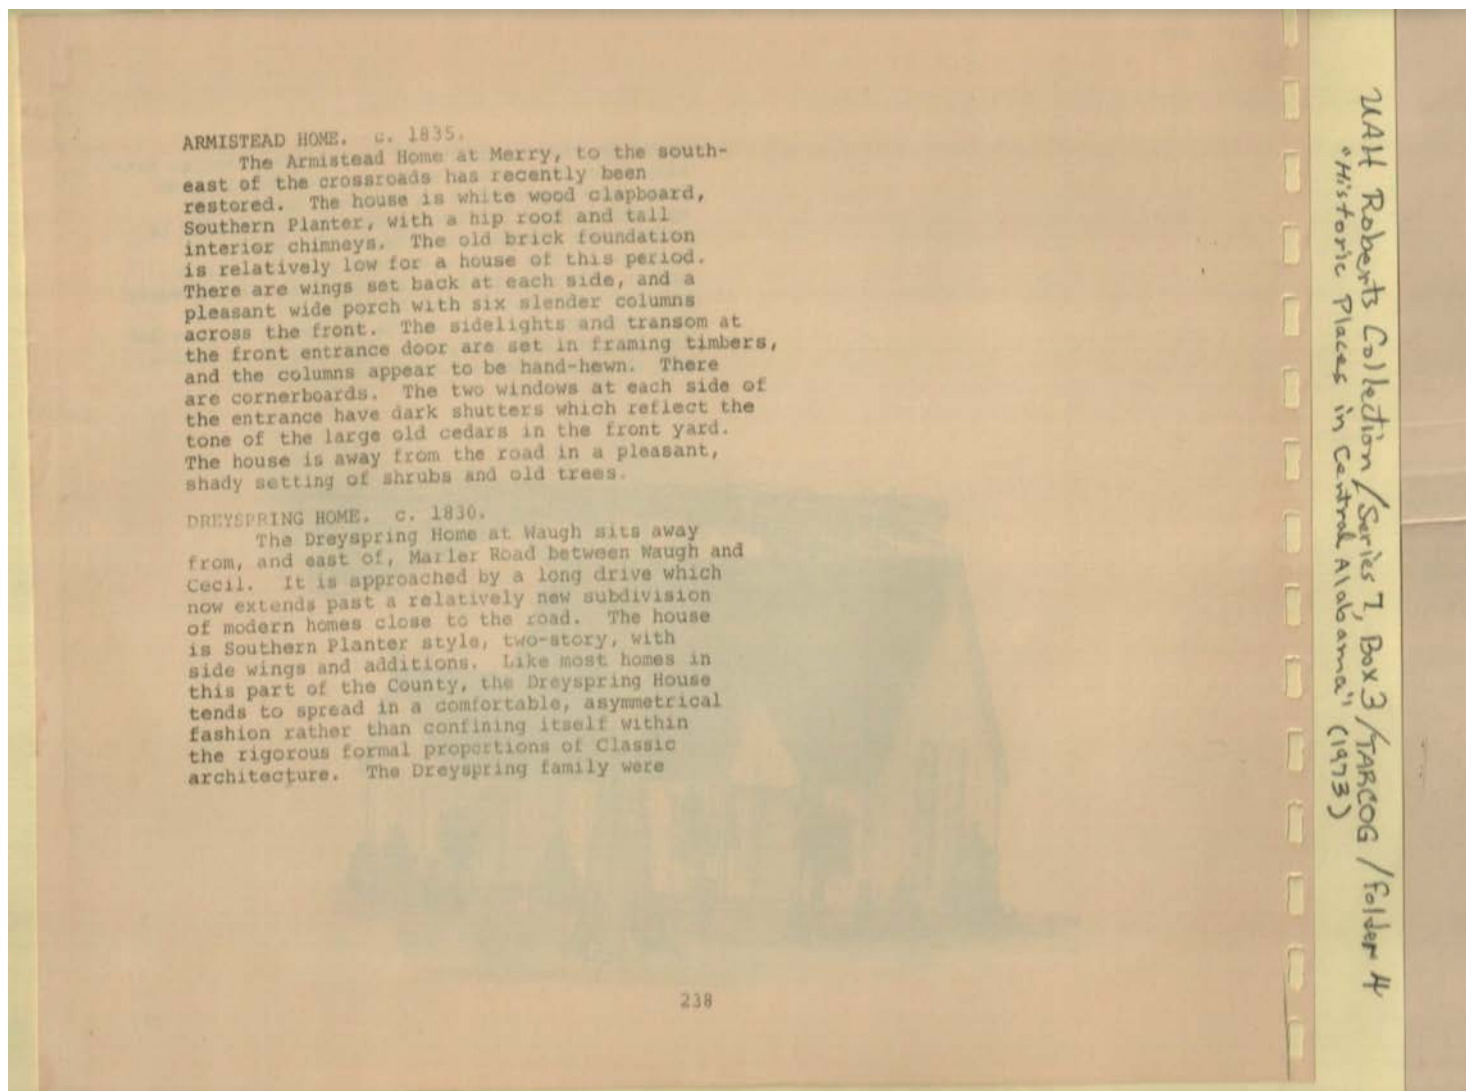 ARMISTEAD HOME. c. 1835.
The Armistead Home at Merry, to the south-
east of the crossroads has recently been
restored. The house is white wood clapboard,
Southern Planter, with a hip roof and tall
interior chimneys. The old brick foundation
is relatively low for a house of this period.
There are wings set back at each side, and a
pleasant wide porch with six slender columns
across the front. The sidelights and transom at
the front entrance door are set in framing timbers,
and the columns appear to be hand-hewn. There
are cornerboards. The two windows at each side of
the entrance have dark shutters which reflect the
tone of the large old cedars in the front yard.
The house is away from the road in a pleasant,
shady setting of shrubs and old trees.
DREYSPRING HOME. c. 1830.
The Dreyspring Home at Waugh sits away
from, and east of, Marler Road between Waugh and
Cecil. It is approached by a long drive which
now extends past a relatively new subdivision
of modern homes close to the road. The house
is Southern Planter style, two-story, with
side wings and additions. Like most homes in
this part of the County, the Dreyspring House
tends to spread in a comfortable, asymmetrical
fashion rather than confining itself within
the rigorous formal proportions of Classic
architecture. The Dreyspring family were
238
UAH Roberts Collection/Series 7, Box 3/TARCOG/folder 4
"Historic Places in Central Alabama" (1973)